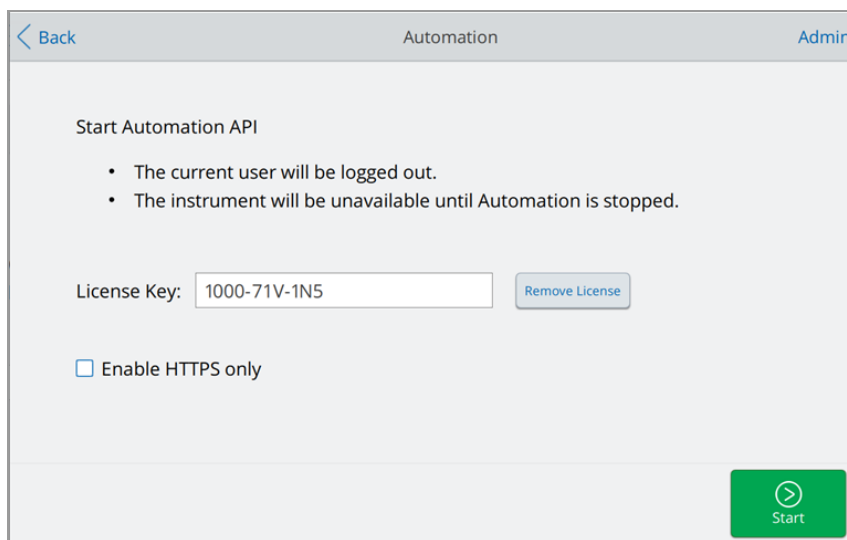 Back
Automation
Admin
Start Automation API
• The current user will be logged out.
• The instrument will be unavailable until Automation is stopped.
License Key: 1000-71V-1N5 Remove License
Enable HTTPS only
Start